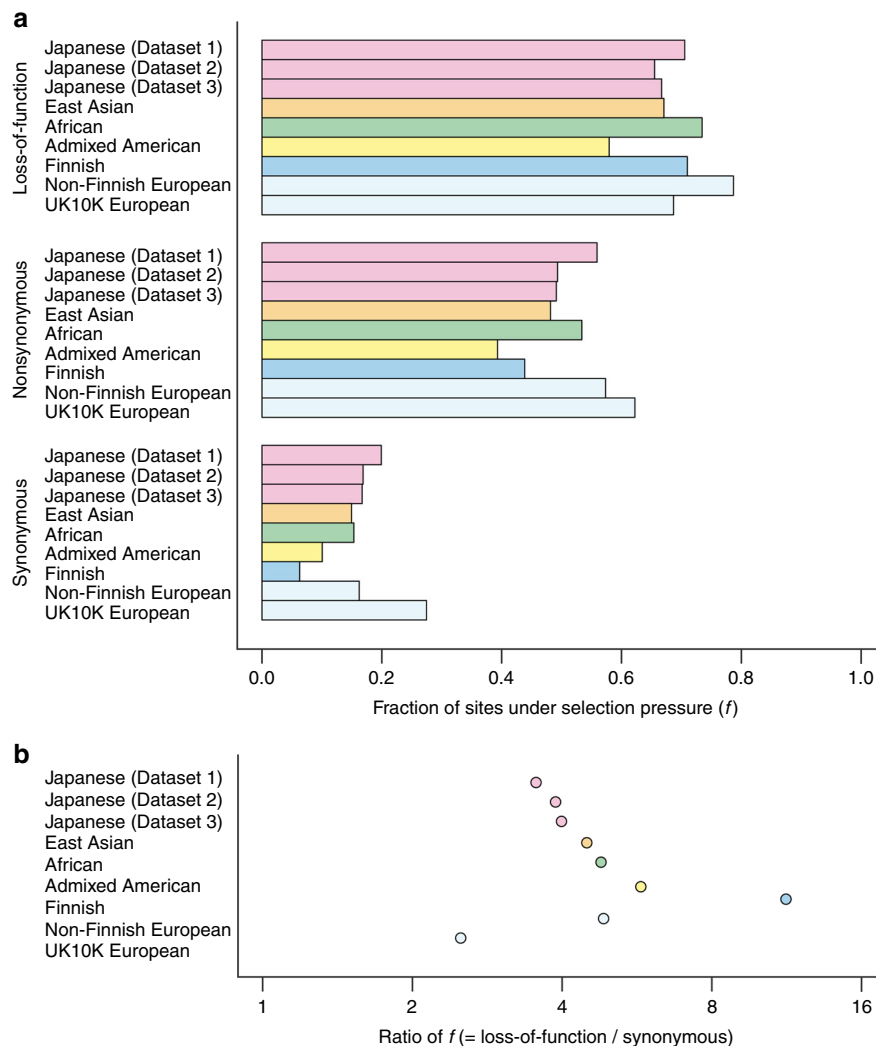 a
Loss-of-function
Japanese (Dataset 1)
Japanese (Dataset 2)
Japanese (Dataset 3)
East Asian
African
Admixed American
Finnish
Non-Finnish European
UK10K European
Nonsynonymous
Japanese (Dataset 1)
Japanese (Dataset 2)
Japanese (Dataset 3)
East Asian
African
Admixed American
Finnish
Non-Finnish European
UK10K European
Synonymous
Japanese (Dataset 1)
Japanese (Dataset 2)
Japanese (Dataset 3)
East Asian
African
Admixed American
Finnish
Non-Finnish European
UK10K European
0.0 0.2 0.4 0.6 0.8 1.0
Fraction of sites under selection pressure (f)
b
Japanese (Dataset 1)
Japanese (Dataset 2)
Japanese (Dataset 3)
East Asian
African
Admixed American
Finnish
Non-Finnish European
UK10K European
1 2 4 8 16
Ratio of f (= loss-of-function / synonymous)